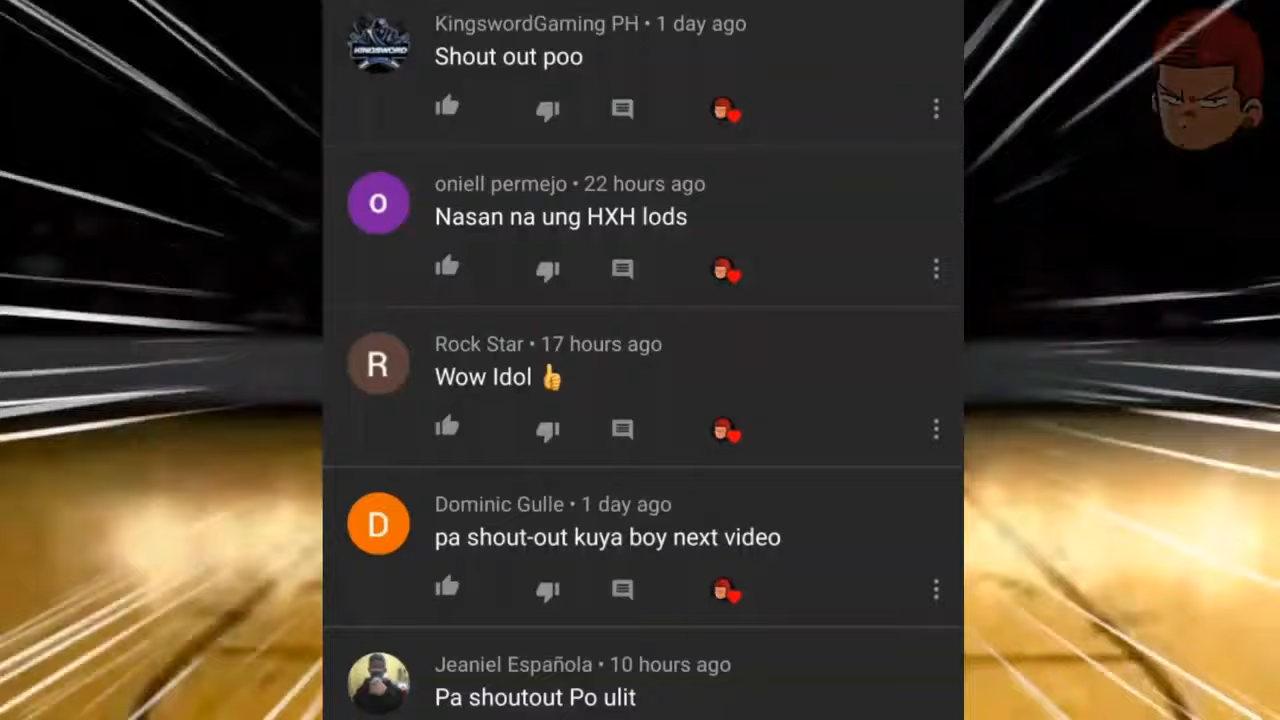 KingswordGaming PH • 1 day ago
Shout out poo
KINGSWORD
oniell permejo • 22 hours ago
O
Nasan na ung HXH lods
Rock Star • 17 hours ago
R
Wow Idol 👍
Dominic Gulle • 1 day ago
D
pa shout-out kuya boy next video
Jeaniel Española • 10 hours ago
Pa shoutout Po ulit